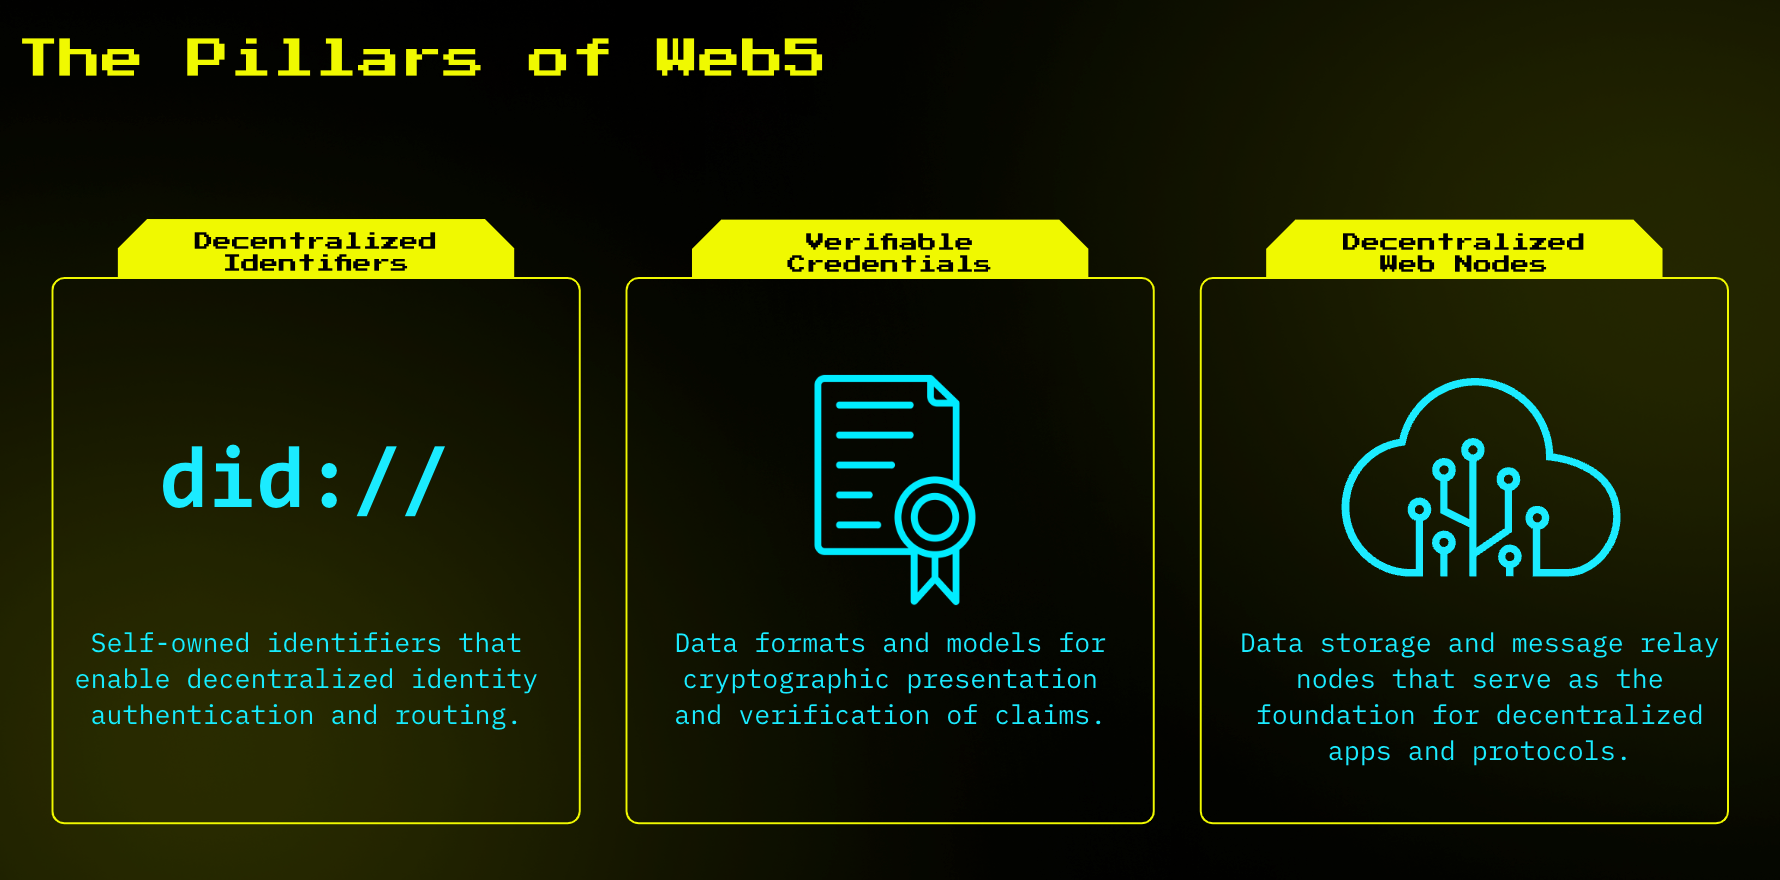 The Pillars of Web5
Decentralized
Identifiers
did://
Self-owned identifiers that
enable decentralized identity
authentication and routing.
Verifiable
Credentials
Data formats and models for
cryptographic presentation
and verification of claims.
Decentralized
Web Nodes
Data storage and message relay
nodes that serve as the
foundation for decentralized
apps and protocols.